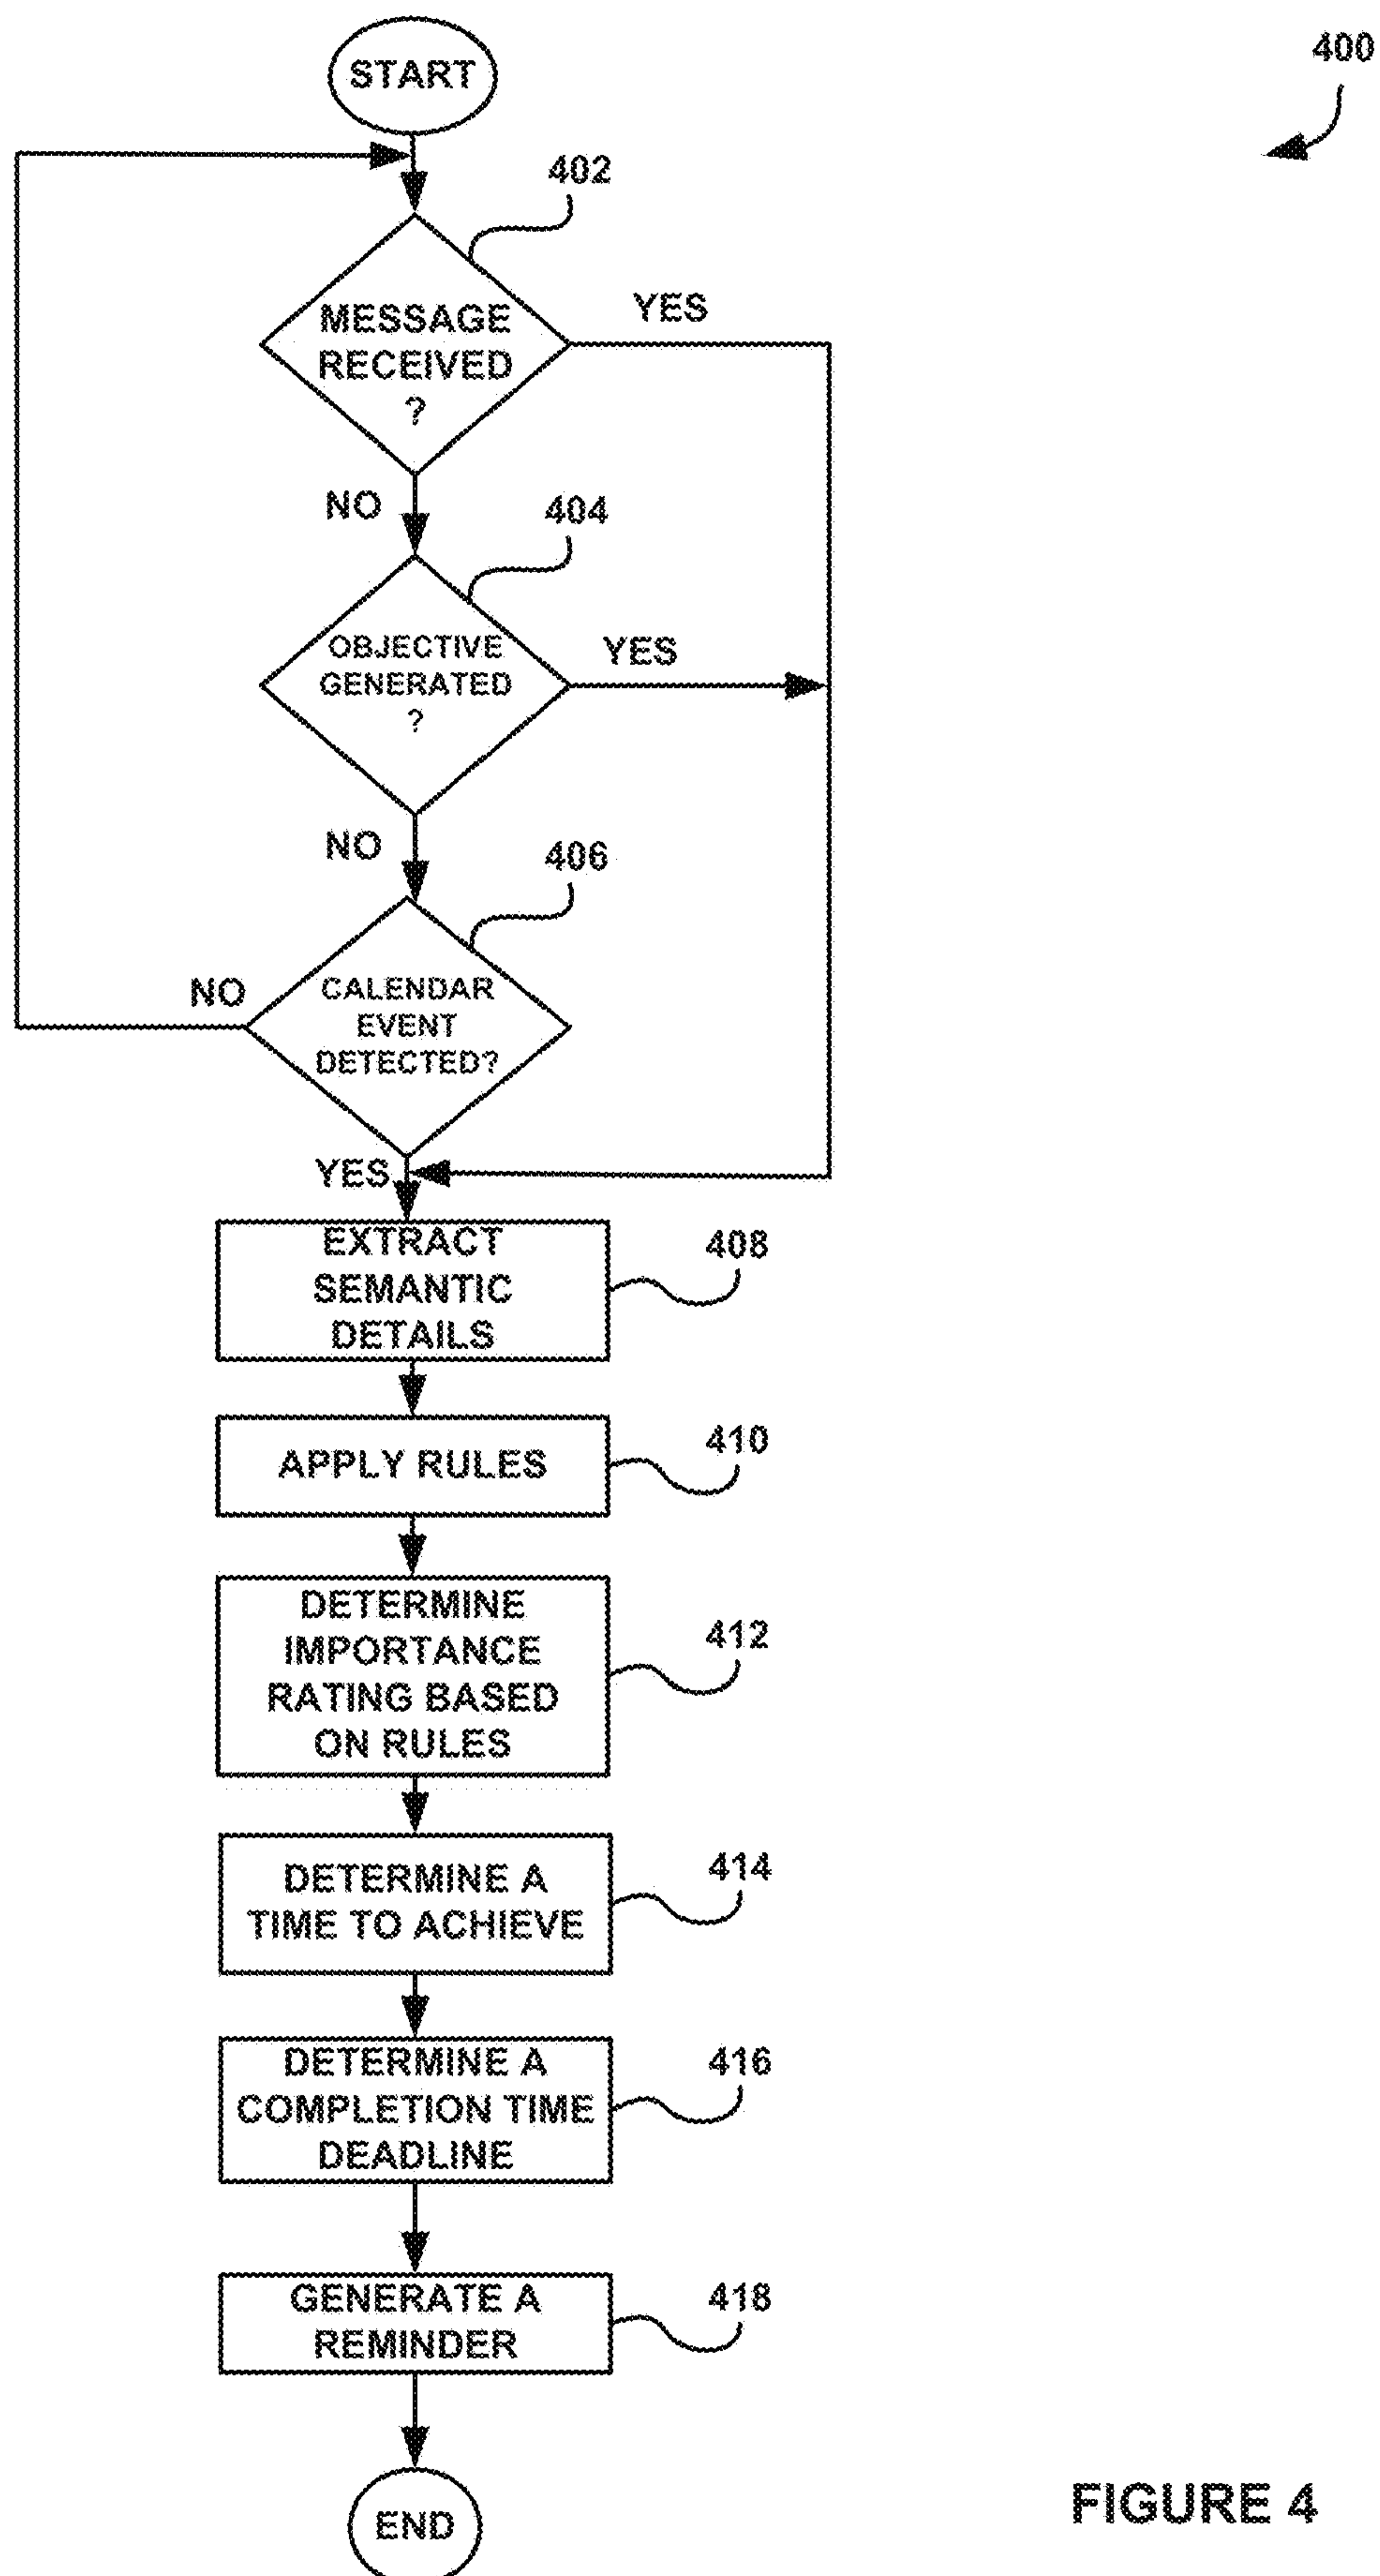 START
400
402
MESSAGE
RECEIVED
?
YES
NO
404
OBJECTIVE
GENERATED
?
YES
NO
406
CALENDAR
EVENT
DETECTED?
NO
YES
EXTRACT
SEMANTIC
DETAILS
408
APPLY RULES
410
DETERMINE
IMPORTANCE
RATING BASED
ON RULES
412
DETERMINE A
TIME TO ACHIEVE
414
DETERMINE A
COMPLETION TIME
DEADLINE
416
GENERATE A
REMINDER
418
END
FIGURE 4